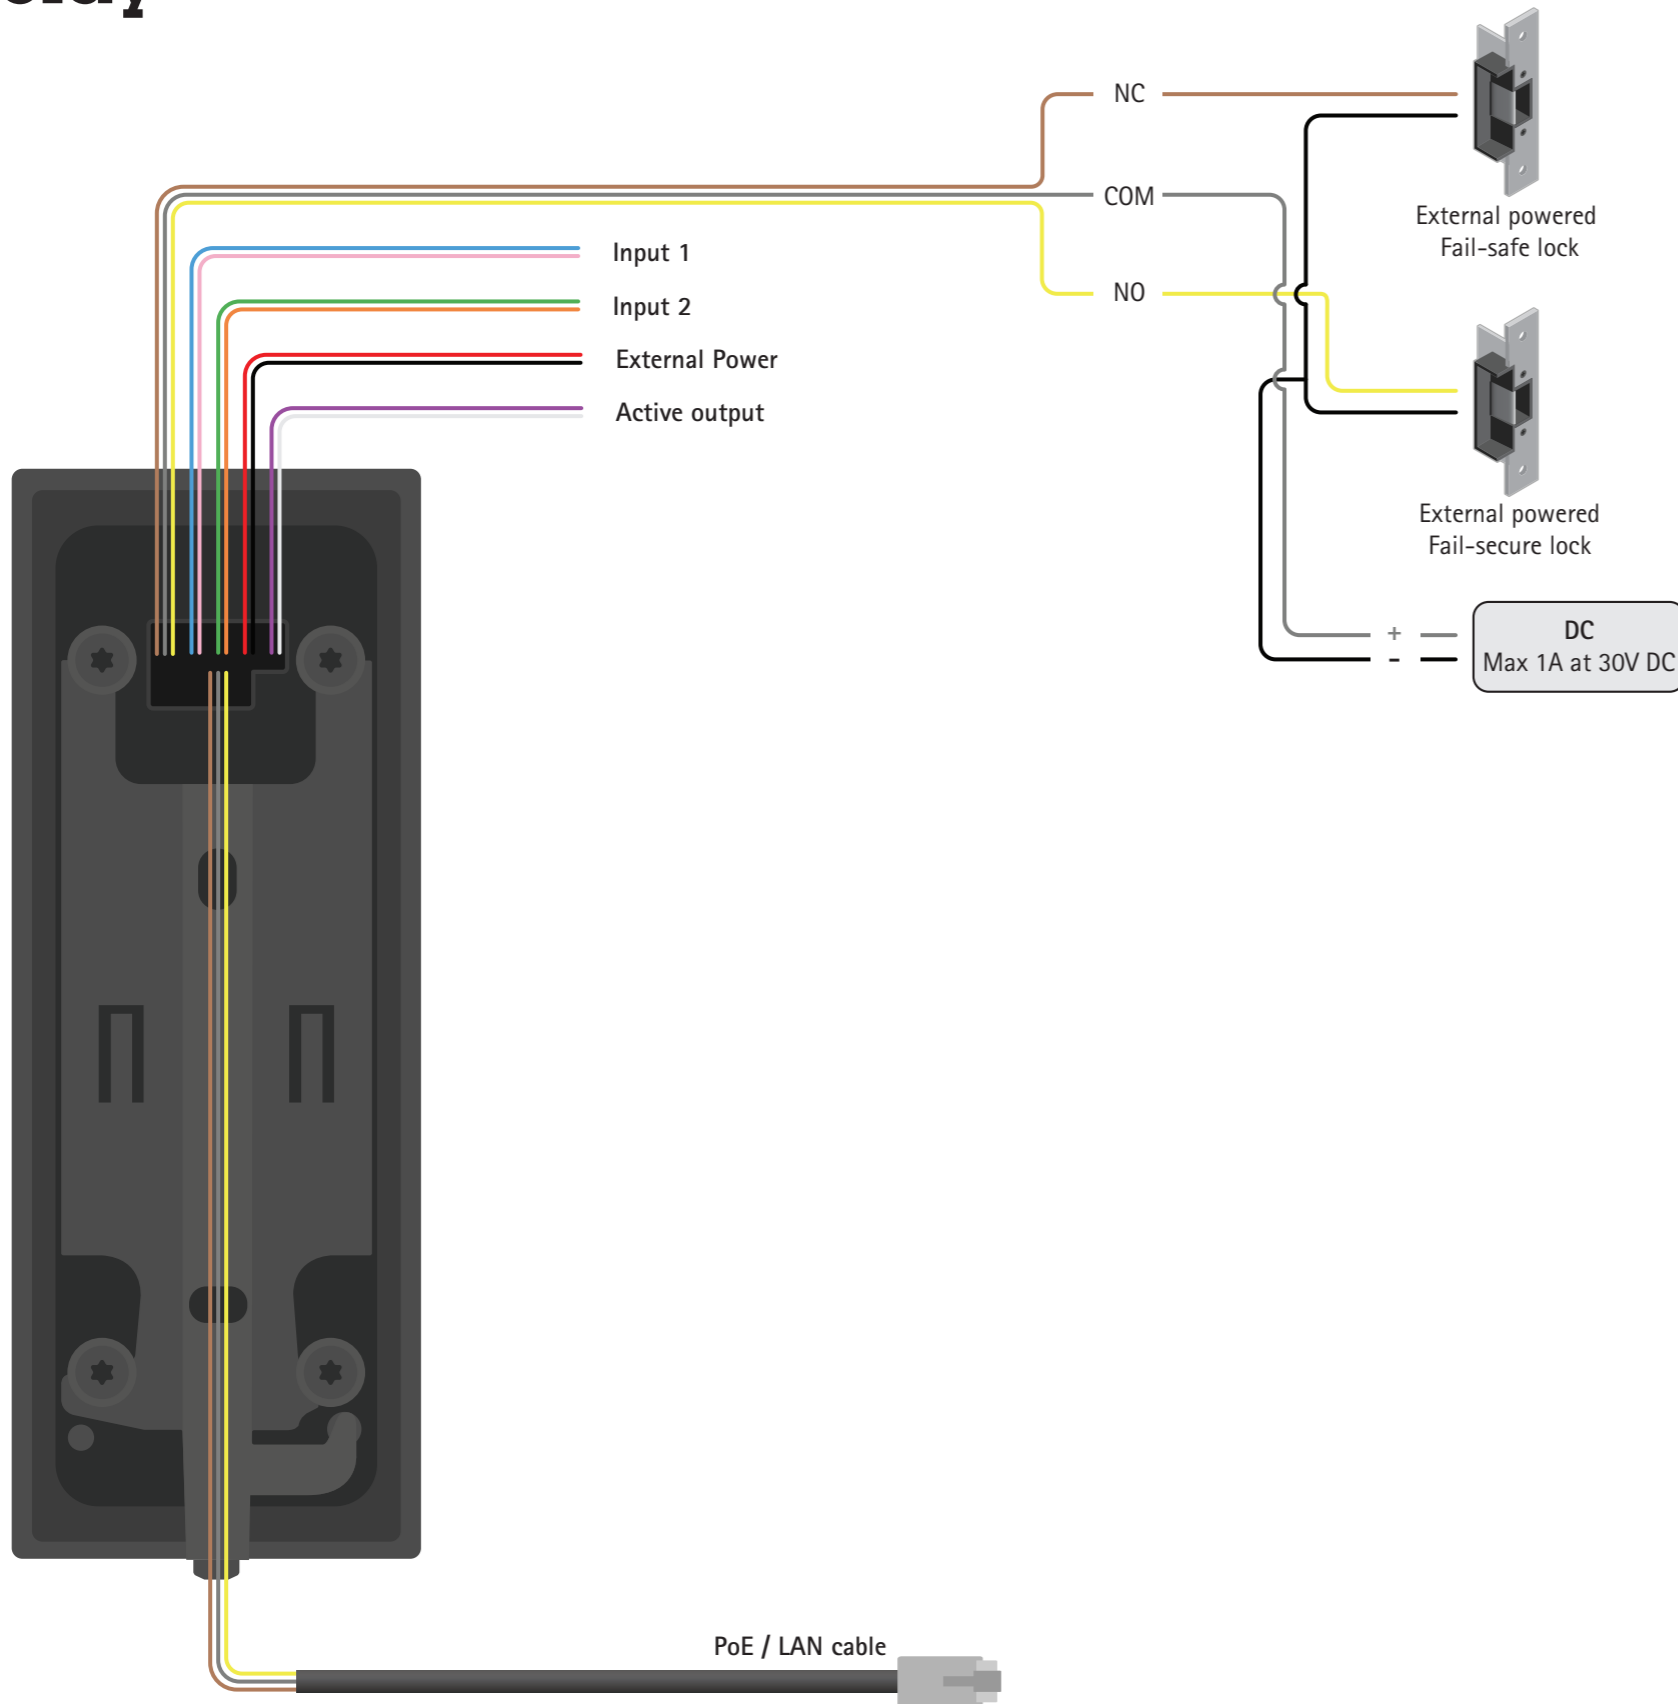 NC
COM
NO
External powered
Fail-safe lock
Input 1
Input 2
External Power
Active output
External powered
Fail-secure lock
+
-
DC
Max 1A at 30V DC
PoE / LAN cable